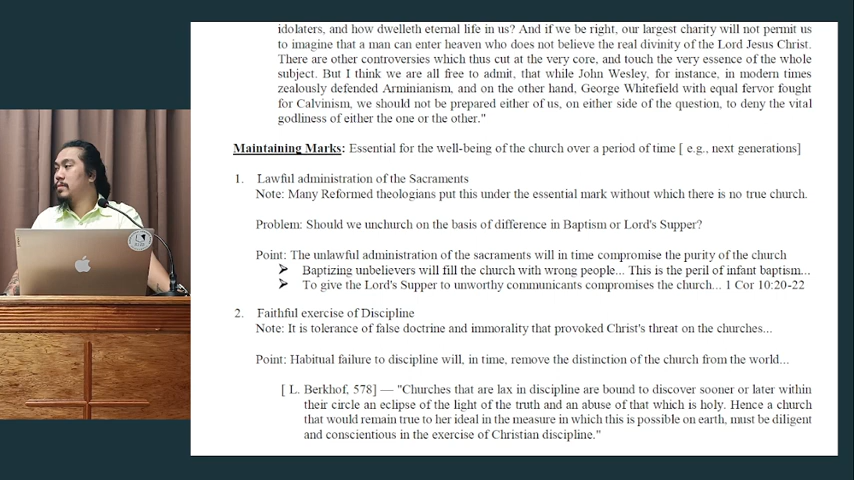 idolaters, and how dwelleth eternal life in us? And if we be right, our largest charity will not permit us
to imagine that a man can enter heaven who does not believe the real divinity of the Lord Jesus Christ.
There are other controversies which thus cut at the very core, and touch the very essence of the whole
subject. But I think we are all free to admit, that while John Wesley, for instance, in modern times
zealously defended Arminianism, and on the other hand, George Whitefield with equal fervor fought
for Calvinism, we should not be prepared either of us, on either side of the question, to deny the vital
godliness of either the one or the other."
Maintaining Marks: Essential for the well-being of the church over a period of time [ e.g., next generations]
1. Lawful administration of the Sacraments
Note: Many Reformed theologians put this under the essential mark without which there is no true church.
Problem: Should we unchurch on the basis of difference in Baptism or Lord's Supper?
Point: The unlawful administration of the sacraments will in time compromise the purity of the church
➤ Baptizing unbelievers will fill the church with wrong people... This is the peril of infant baptism...
➤ To give the Lord's Supper to unworthy communicants compromises the church... 1 Cor 10:20-22
2. Faithful exercise of Discipline
Note: It is tolerance of false doctrine and immorality that provoked Christ's threat on the churches...
Point: Habitual failure to discipline will, in time, remove the distinction of the church from the world...
[ L. Berkhof, 578] — "Churches that are lax in discipline are bound to discover sooner or later within
their circle an eclipse of the light of the truth and an abuse of that which is holy. Hence a church
that would remain true to her ideal in the measure in which this is possible on earth, must be diligent
and conscientious in the exercise of Christian discipline."